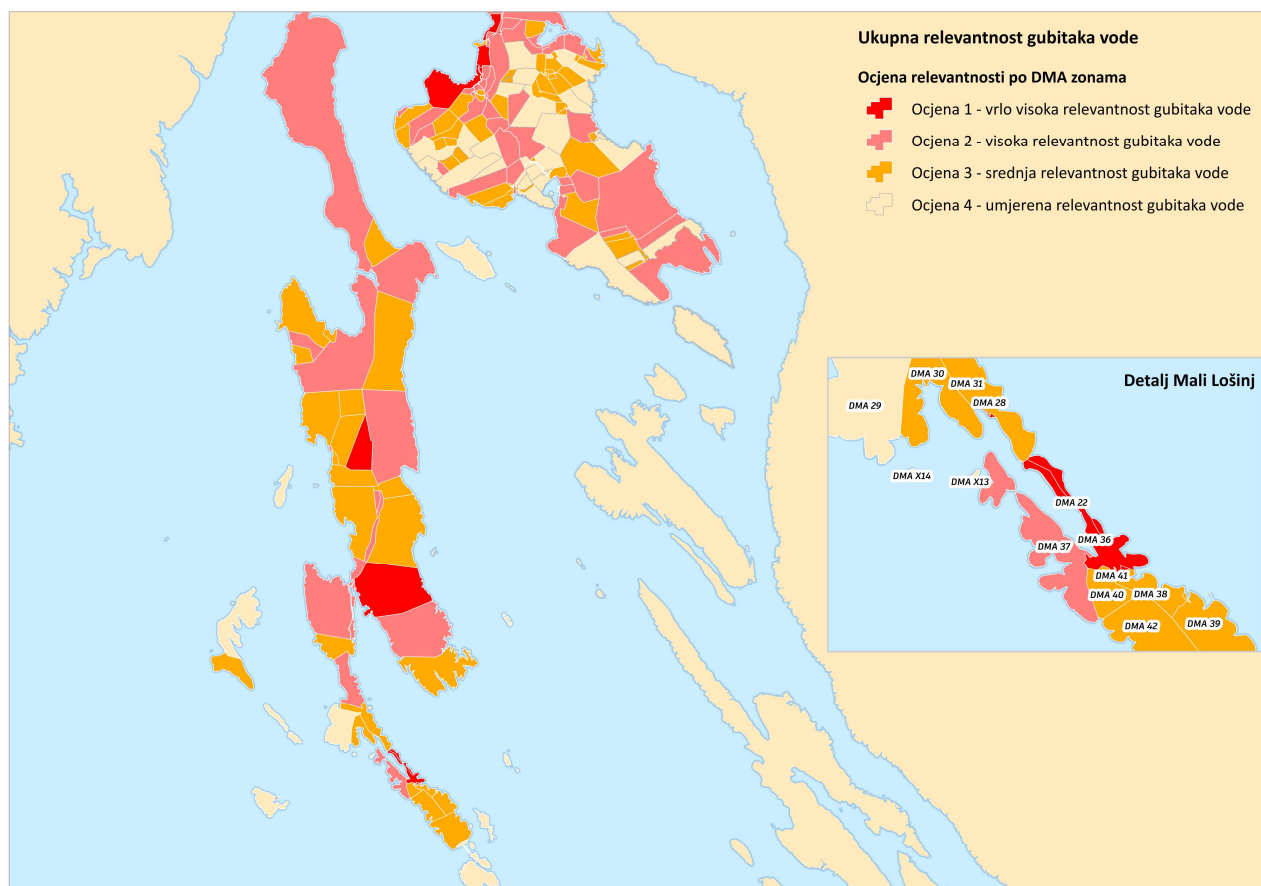 Ukupna relevantnost gubitaka vode
Ocjena relevantnosti po DMA zonama
Ocjena 1 - vrlo visoka relevantnost gubitaka vode
Ocjena 2 - visoka relevantnost gubitaka vode
Ocjena 3 - srednja relevantnost gubitaka vode
Ocjena 4 - umjerena relevantnost gubitaka vode
Detalj Mali Lošinj
DMA 30
DMA 31
DMA 29
DMA 28
DMA X14
DMA X13
DMA 22
DMA 36
DMA 37
DMA 41
DMA 40
DMA 38
DMA 42
DMA 39